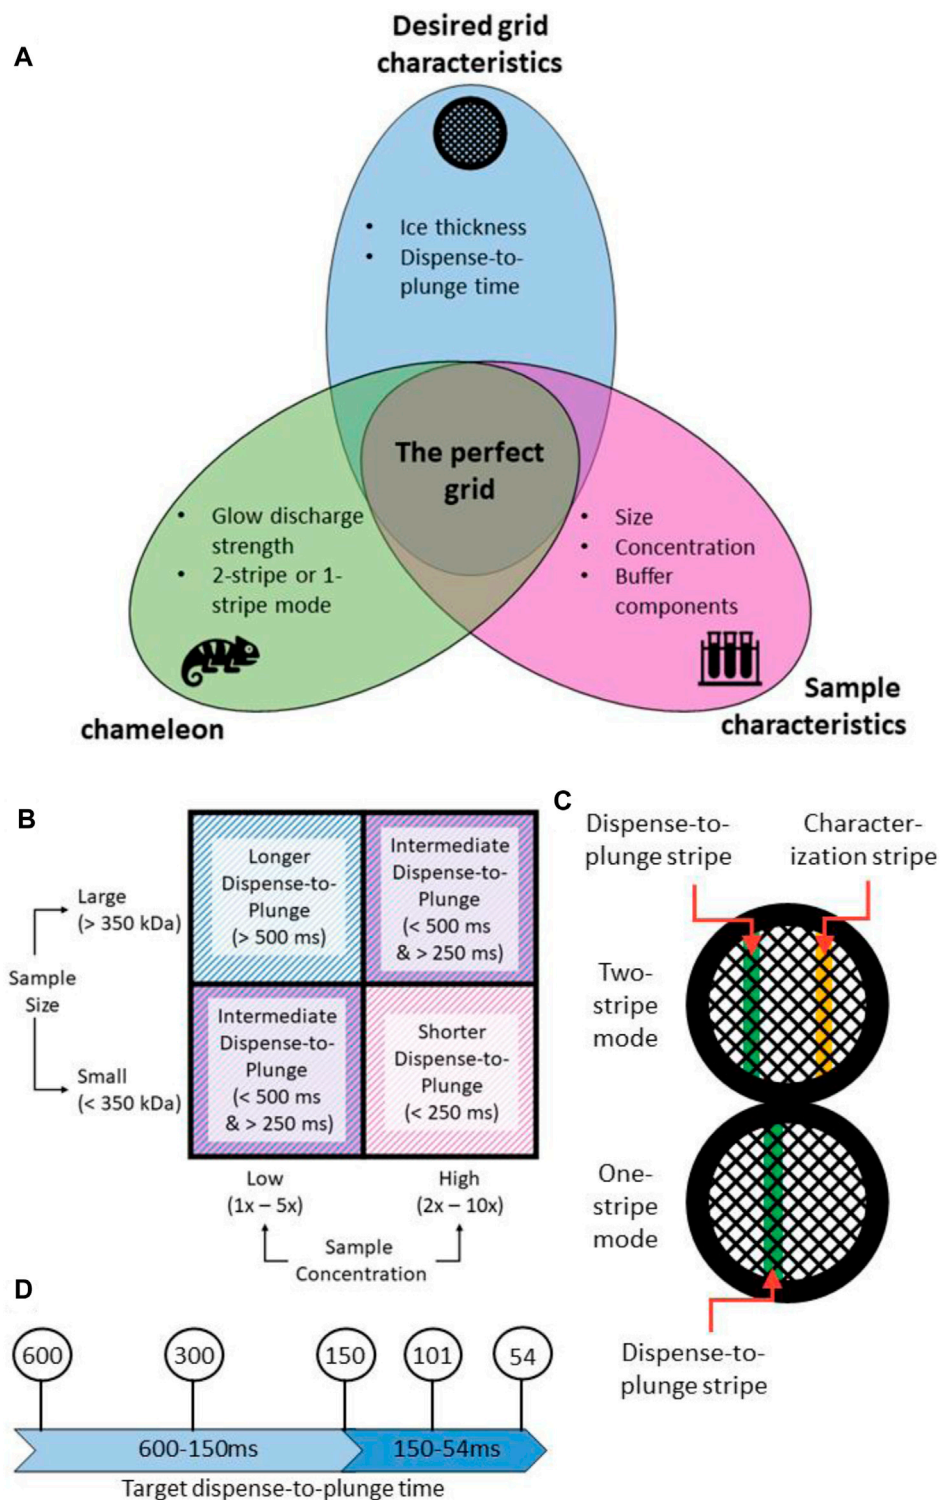 A
Desired grid
characteristics
• Ice thickness
• Dispense-to-
plunge time
The perfect
grid
• Glow discharge
strength
• 2-stripe or 1-
stripe mode
• Size
• Concentration
• Buffer
components
chameleon
Sample
characteristics
B
Large
(> 350 kDa)
Sample
Size
Small
(< 350 kDa)
Longer
Dispense-to-
Plunge
(> 500 ms)
Intermediate
Dispense-to-
Plunge
(< 500 ms
& > 250 ms)
Intermediate
Dispense-to-
Plunge
(< 500 ms
& > 250 ms)
Shorter
Dispense-to-
Plunge
(< 250 ms)
Low
(1x – 5x)
High
(2x – 10x)
Sample
Concentration
C
Dispense-to-
plunge stripe
Character-
ization stripe
Two-
stripe
mode
One-
stripe
mode
Dispense-to-
plunge stripe
D
600
300
150
101
54
600-150ms
150-54ms
Target dispense-to-plunge time